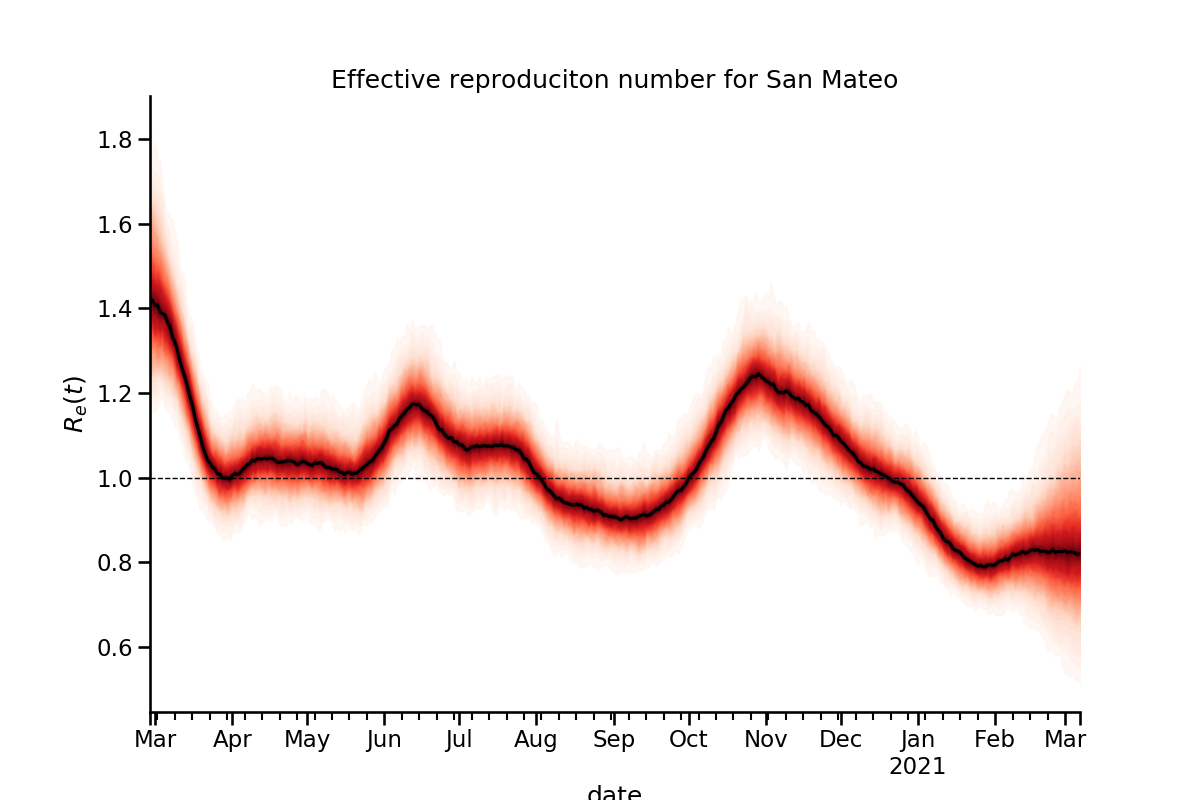 Effective reproduciton number for San Mateo
1.8
1.6
1.4
1.2
1.0
0.8
0.6
Re(t)
Mar Apr May Jun Jul Aug Sep Oct Nov Dec Jan Feb Mar
2021
date